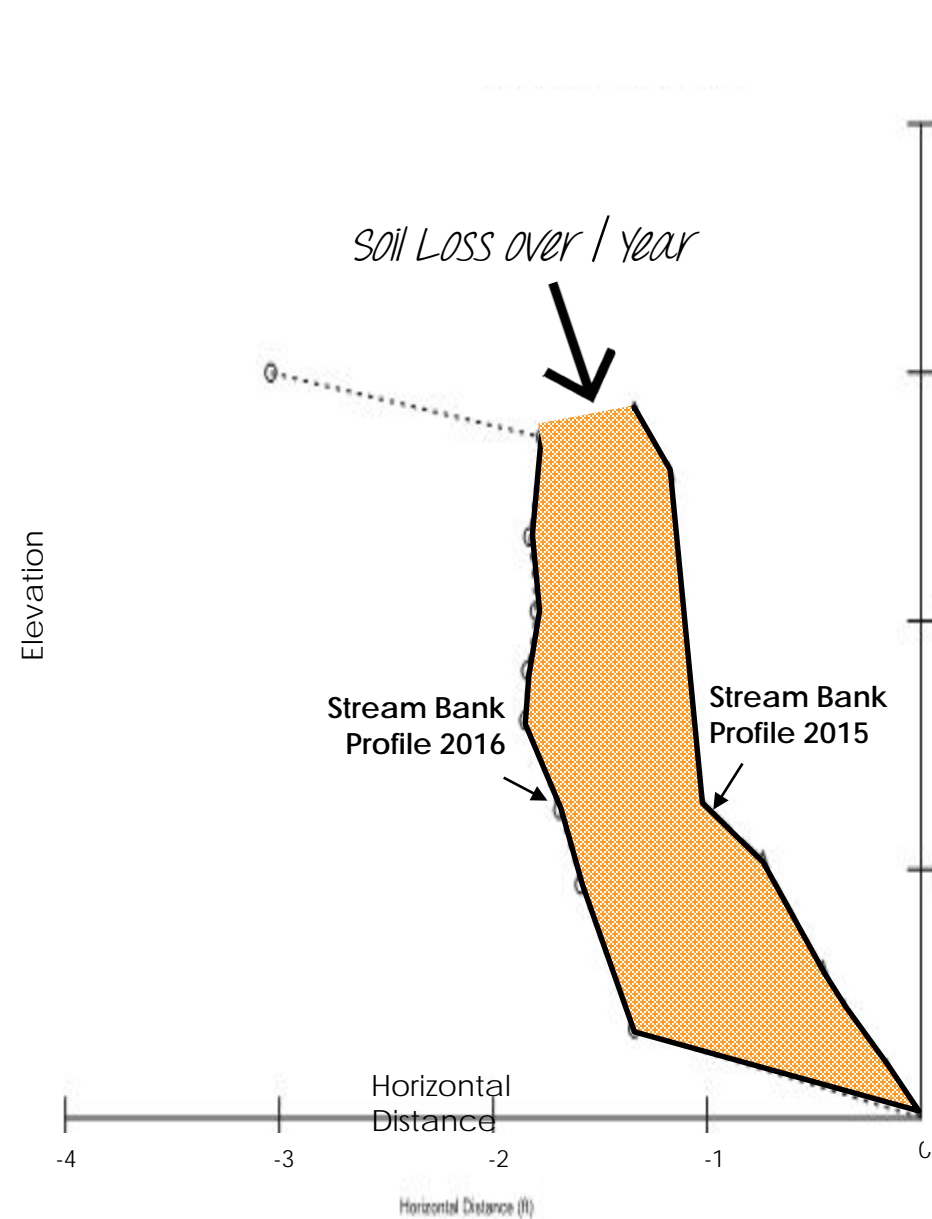 Soil Loss over 1 year
Elevation
Stream Bank
Profile 2016
Stream Bank
Profile 2015
Horizontal
Distance
-4
-3
-2
-1
Horizontal Distance (ft)